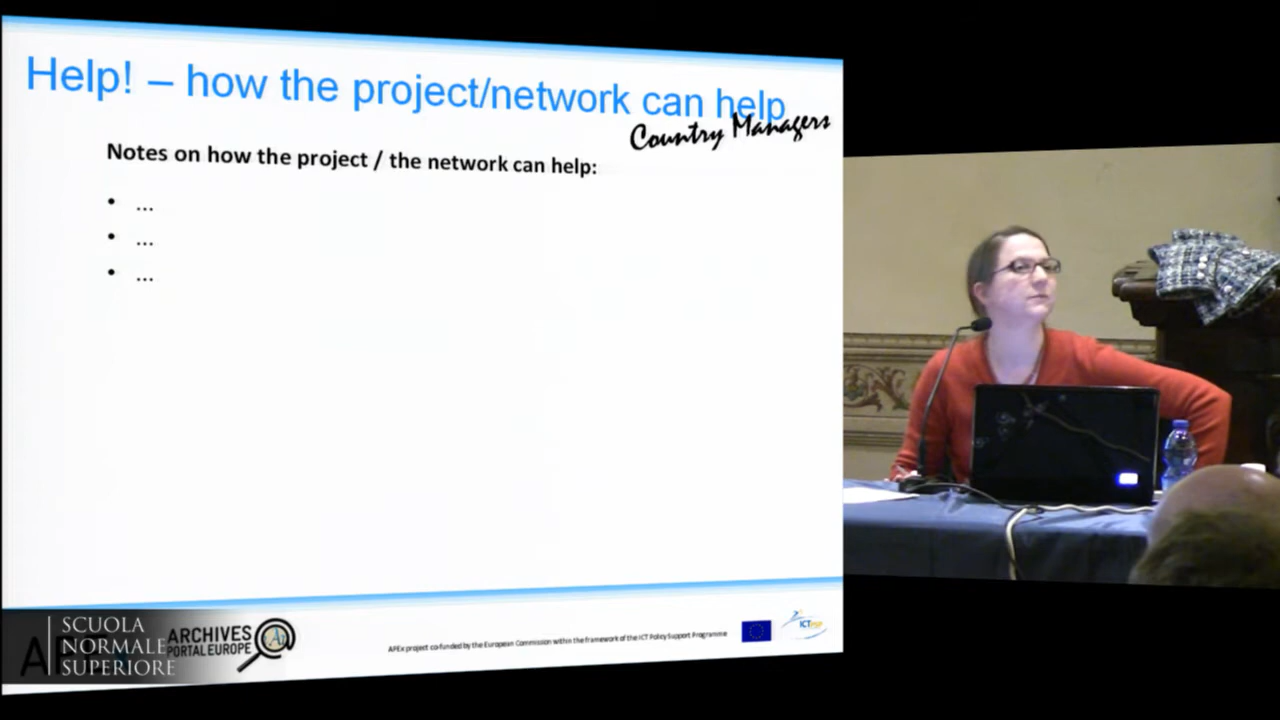 Help! – how the project/network can help
Country Managers
Notes on how the project / the network can help:
• ...
• ...
• ...
SCUOLA
NORMALE
SUPERIORE
ARCHIVES
PORTAL EUROPE
APEx project co-funded by the European Commission within the framework of the ICT Policy Support Programme
ICT PSP